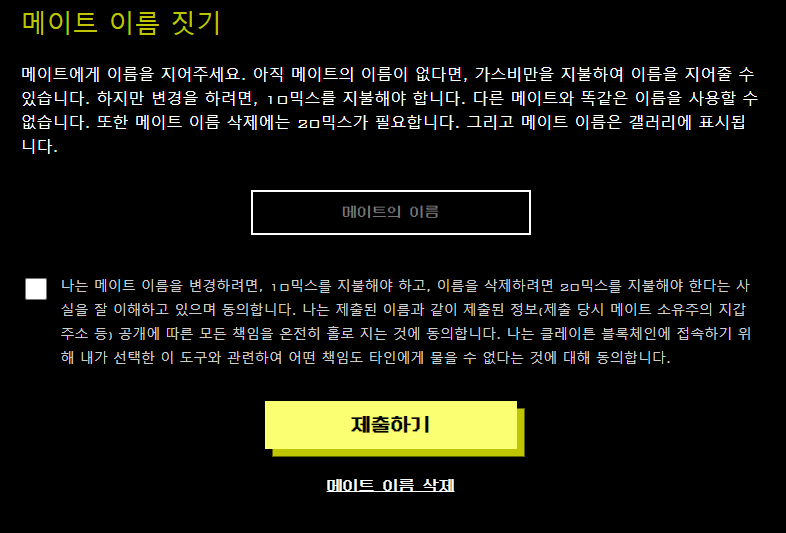 메이트 이름 짓기
메이트에게 이름을 지어주세요. 아직 메이트의 이름이 없다면, 가스비만을 지불하여 이름을 지어줄 수
있습니다. 하지만 변경을 하려면, 10믹스를 지불해야 합니다. 다른 메이트와 똑같은 이름을 사용할 수
없습니다. 또한 메이트 이름 삭제에는 20믹스가 필요합니다. 그리고 메이트 이름은 갤러리에 표시됩
니다.
메이트의 이름
나는 메이트 이름을 변경하려면, 10믹스를 지불해야 하고, 이름을 삭제하려면 20믹스를 지불해야 한다는 사
실을 잘 이해하고 있으며 동의합니다. 나는 제출된 이름과 같이 제출된 정보(제출 당시 메이트 소유주의 지갑
주소 등) 공개에 따른 모든 책임을 온전히 홀로 지는 것에 동의합니다. 나는 클레이튼 블록체인에 접속하기 위
해 내가 선택한 이 도구와 관련하여 어떤 책임도 타인에게 물을 수 없다는 것에 대해 동의합니다.
제출하기
메이트 이름 삭제